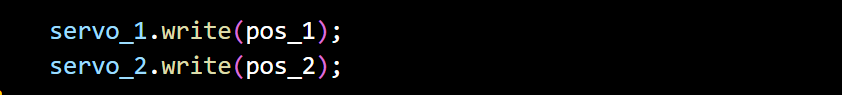 servo_1.write(pos_1);
servo_2.write(pos_2);